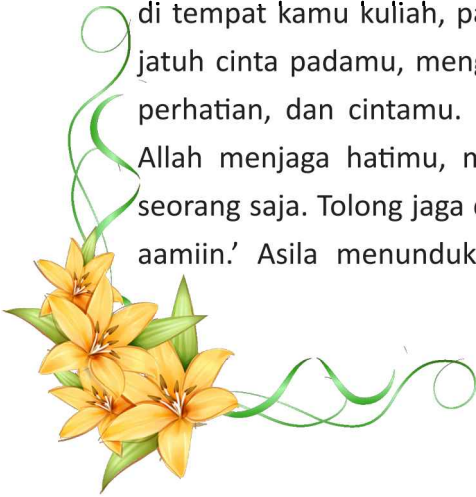 di tempat kamu kuliah, pa
jatuh cinta padamu, meng
perhatian, dan cintamu.
Allah menjaga hatimu, m
seorang saja. Tolong jaga
aamiin.’ Asila menunduk